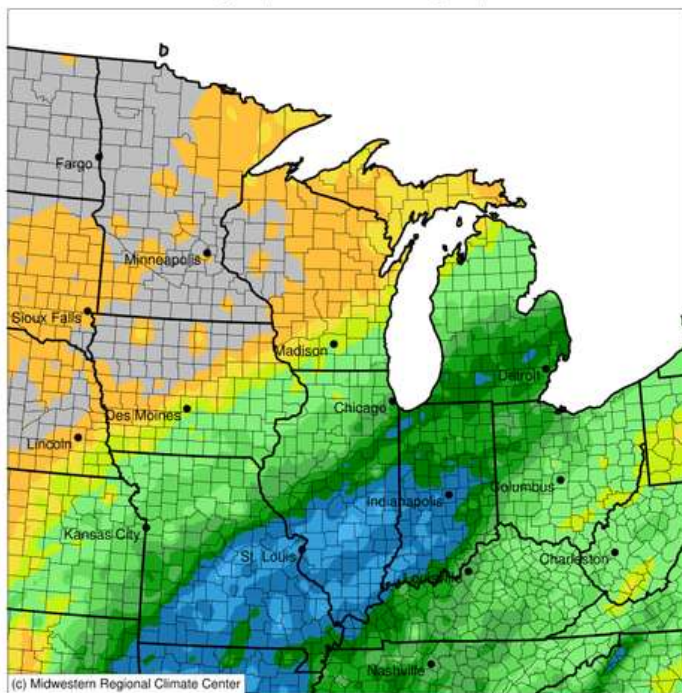 Fargo
Minneapolis
Sioux Falls
Madison
Detroit
Des Moines
Chicago
Lincoln
Columbus
Indianapolis
Kansas City
St. Louis
Charleston
Nashville
(c) Midwestern Regional Climate Center